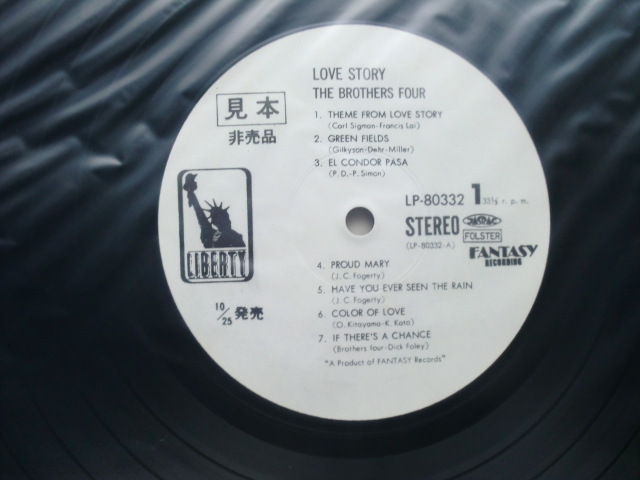 LOVE STORY
THE BROTHERS FOUR
見本
非売品
1. THEME FROM LOVE STORY
(Carl Sigman-Francis Lai)
2. GREEN FIELDS
(Gilkyson-Dehr-Miller)
3. EL CONDOR PASA
(P.D.-P. Simon)
LP-80332 1 33⅓ r.p.m.
STEREO
(LP-80332-A)
JASRAC
FOLSTER
FANTASY
RECORDING
LIBERTY
10/25 発売
4. PROUD MARY
(J.C. Fogerty)
5. HAVE YOU EVER SEEN THE RAIN
(J.C. Fogerty)
6. COLOR OF LOVE
(O. Kitayama-K. Kato)
7. IF THERE'S A CHANCE
(Brothers four-Dick Foley)
"A Product of FANTASY Records"